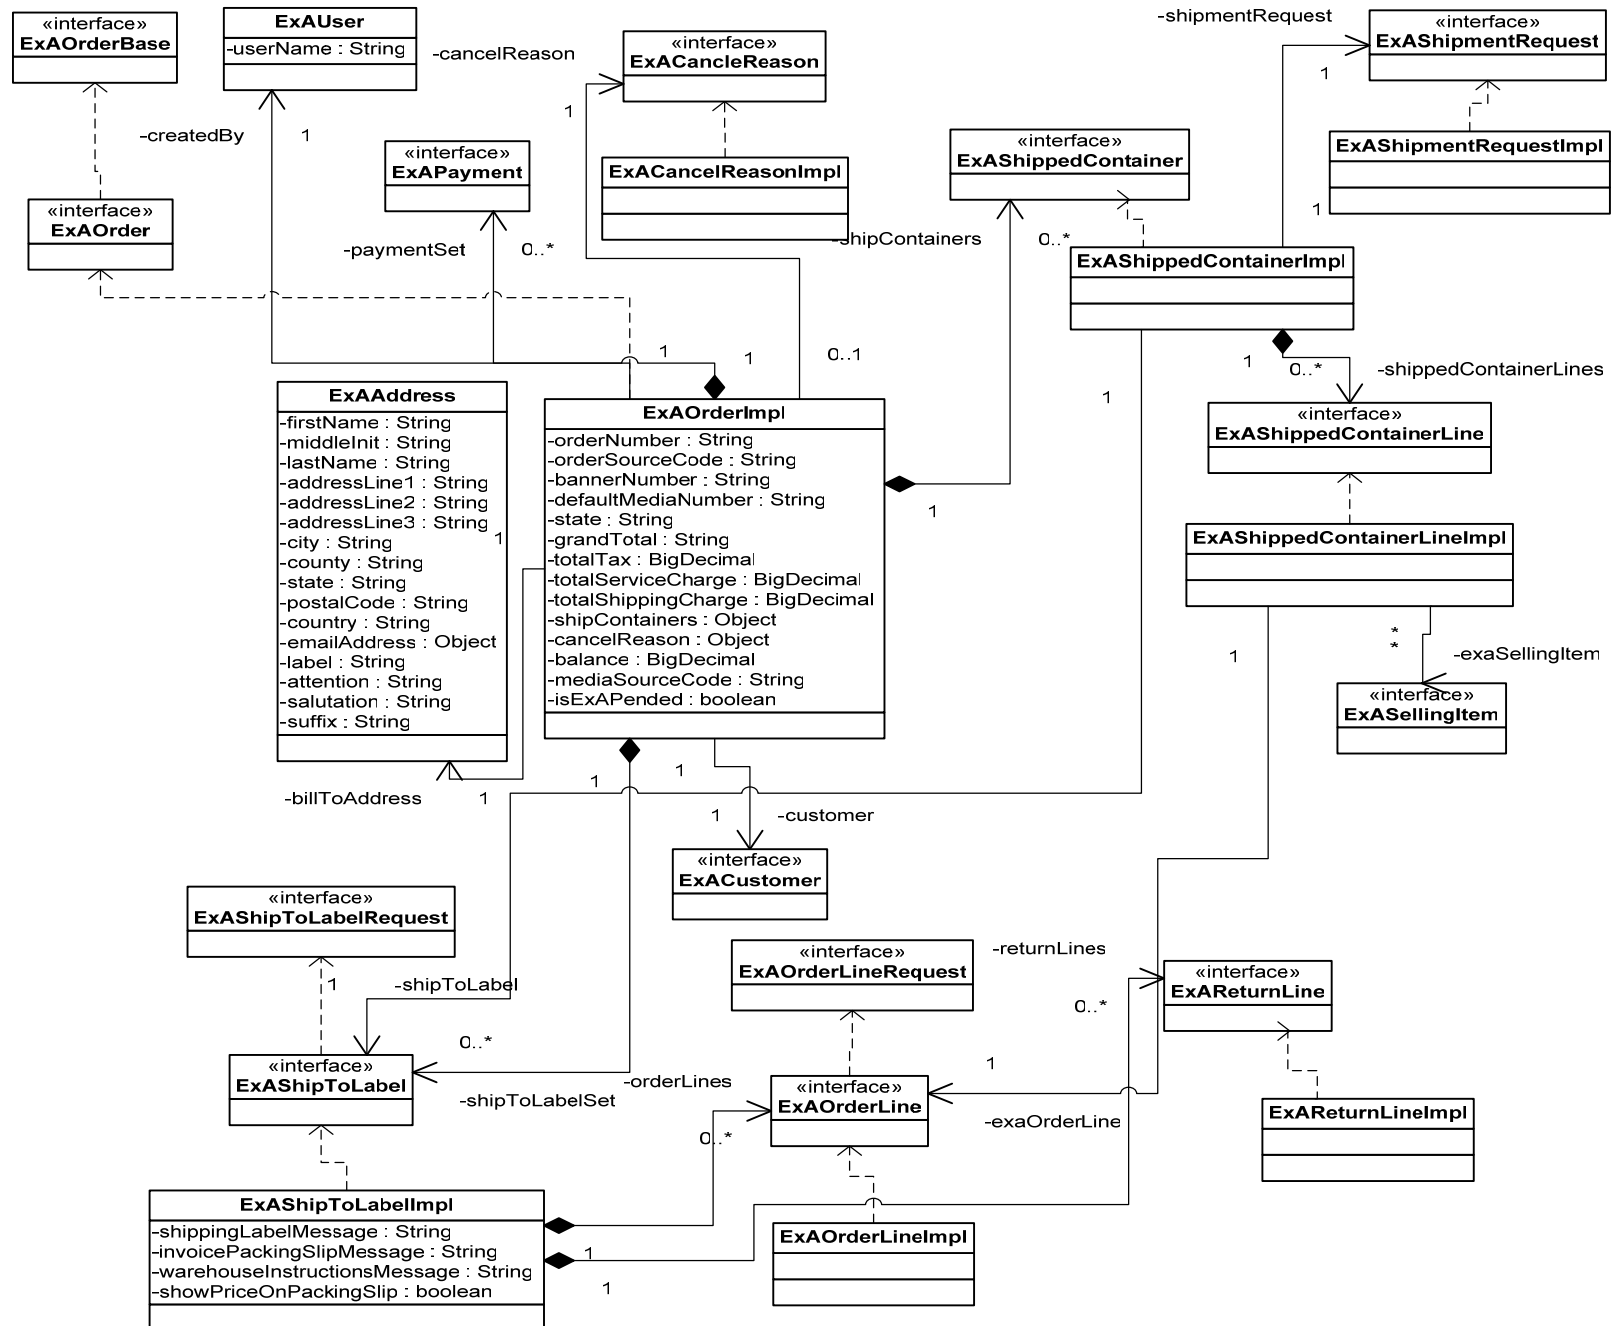 «interface»
ExAOrderBase
ExAUser
-userName : String
-cancelReason
«interface»
ExACancleReason
-shipmentRequest
«interface»
ExAShipmentRequest
1
1
-createdBy
1
«interface»
ExAPayment
ExACancelReasonImpl
«interface»
ExAShippedContainer
ExAShipmentRequestImpl
1
«interface»
ExAOrder
-paymentSet
0..*
-shipContainers
0..*
ExAShippedContainerImpl
1
1
0..1
1
0..*
-shippedContainerLines
1
ExAAddress
-firstName : String
-middleInit : String
-lastName : String
-addressLine1 : String
-addressLine2 : String
-addressLine3 : String
-city : String
-county : String
-state : String
-postalCode : String
-country : String
-emailAddress : Object
-label : String
-attention : String
-salutation : String
-suffix : String
1
ExAOrderImpl
-orderNumber : String
-orderSourceCode : String
-bannerNumber : String
-defaultMediaNumber : String
-state : String
-grandTotal : String
-totalTax : BigDecimal
-totalServiceCharge : BigDecimal
-totalShippingCharge : BigDecimal
-shipContainers : Object
-cancelReason : Object
-balance : BigDecimal
-mediaSourceCode : String
-isExAPended : boolean
1
«interface»
ExAShippedContainerLine
ExAShippedContainerLineImpl
1
*
*
-exaSellingItem
«interface»
ExASellingItem
-billToAddress
1
1
1
1
-customer
«interface»
ExACustomer
«interface»
ExAShipToLabelRequest
1
-shipToLabel
«interface»
ExAOrderLineRequest
-returnLines
0..*
«interface»
ExAReturnLine
«interface»
ExAShipToLabel
0..*
-shipToLabelSet
-orderLines
0..*
«interface»
ExAOrderLine
1
-exaOrderLine
ExAReturnLineImpl
ExAShipToLabelImpl
-shippingLabelMessage : String
-invoicePackingSlipMessage : String
-warehouseInstructionsMessage : String
-showPriceOnPackingSlip : boolean
1
1
ExAOrderLineImpl